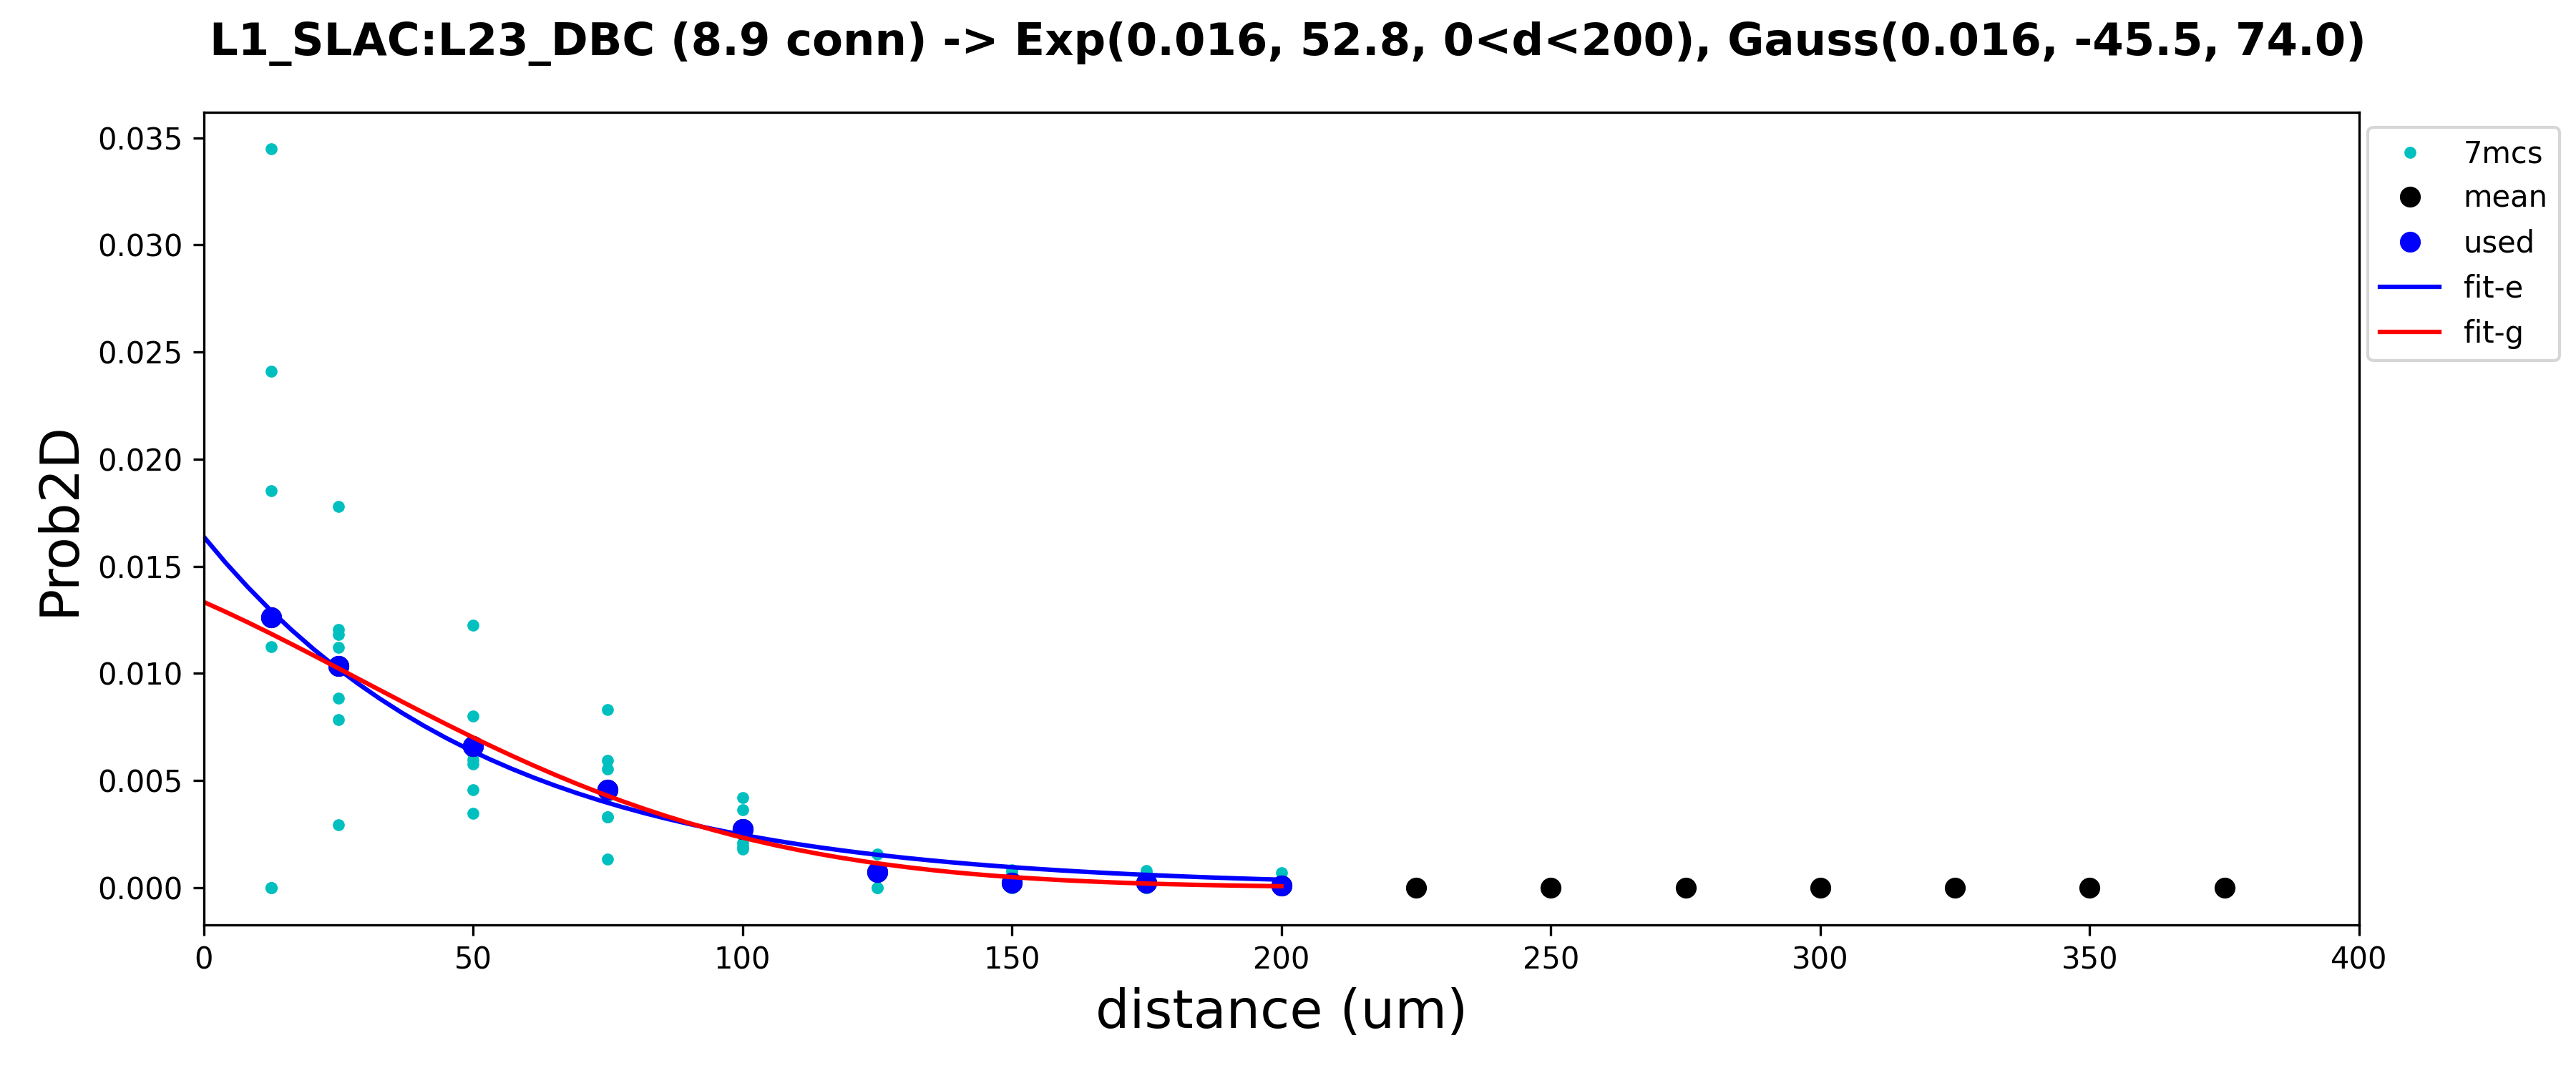 L1_SLAC:L23_DBC (8.9 conn) -> Exp(0.016, 52.8, 0<d<200), Gauss(0.016, -45.5, 74.0)
0.035
0.030
0.025
0.020
0.015
0.010
0.005
0.000
Prob2D
0 50 100 150 200 250 300 350 400
distance (um)
7mcs
mean
used
fit-e
fit-g